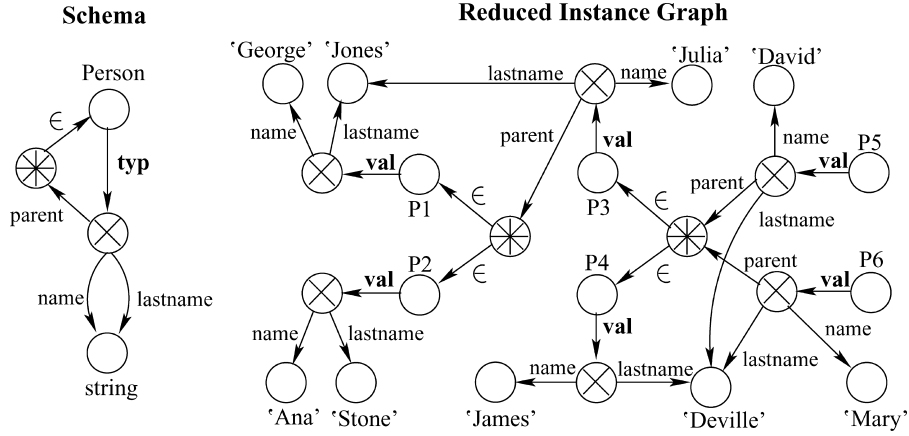 Schema
Reduced Instance Graph
Person
∈
typ
parent
name
lastname
string
'George' 'Jones'
'Julia' 'David'
lastname
name
name
lastname
parent
name
val
val
val
P5
P1
∈
P3
∈
parent
lastname
P2
val
∈
P4
∈
parent
val
P6
val
name
lastname
name
lastname
lastname
name
'Ana' 'Stone'
'James'
'Deville'
'Mary'